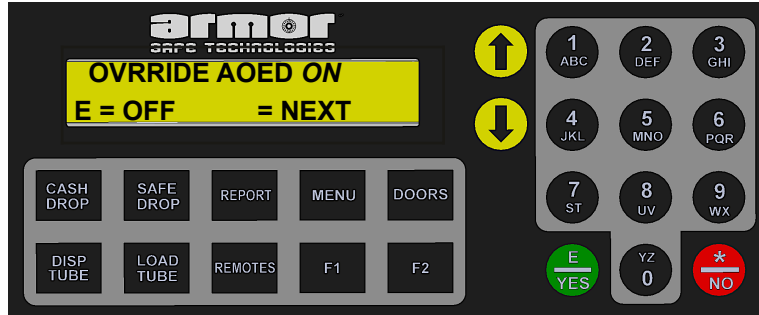 armor
SAFE TECHNOLOGIES
OVRRIDE AOED ON
E = OFF = NEXT
CASH DROP
SAFE DROP
REPORT
MENU
DOORS
DISP TUBE
LOAD TUBE
REMOTES
F1
F2
1
ABC
2
DEF
3
GHI
4
JKL
5
MNO
6
PQR
7
ST
8
UV
9
WX
E
YES
YZ
0
*
NO